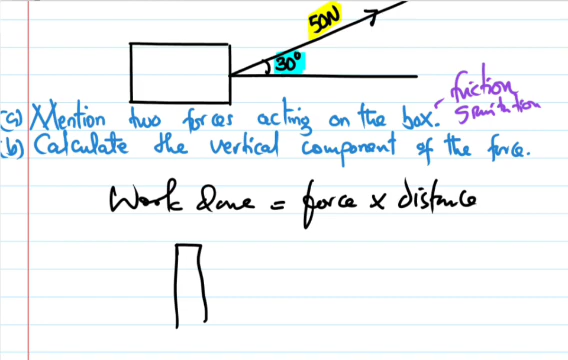 50N
30°
(a) Mention two forces acting on the box. friction
gravitation
(b) Calculate the vertical component of the force.
Work done = force x distance